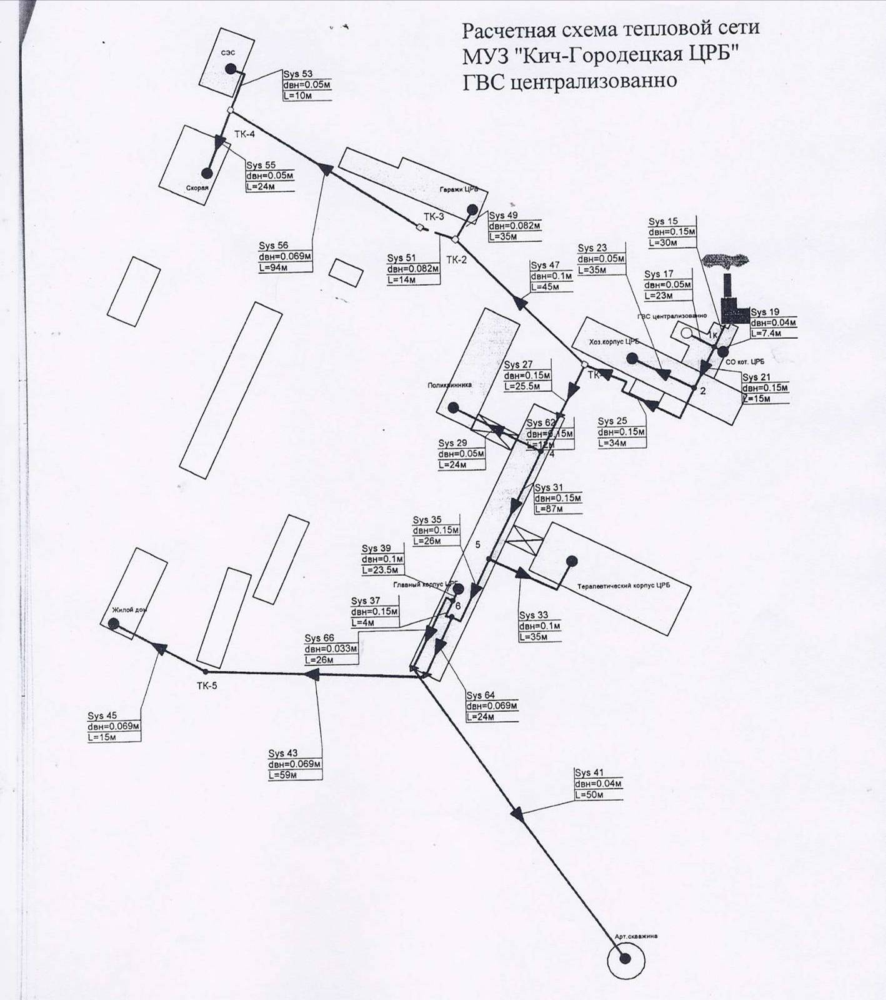 Расчетная схема тепловой сети
МУЗ "Кич-Городецкая ЦРБ"
ГВС централизованно
сэс
Sys 53
dвн=0.05м
L=10м
ТК-4
Sys 55
dвн=0.05м
L=24м
Скорая
Гаражи ЦРБ
ТК-3
Sys 49
dвн=0.082м
L=35м
Sys 15
dвн=0.15м
L=30м
Sys 56
dвн=0.069м
L=94м
Sys 51
dвн=0.082м
L=14м
ТК-2
Sys 23
dвн=0.05м
L=35м
Sys 47
dвн=0.1м
L=45м
Sys 17
dвн=0.05м
L=23м
ГВС централизованно
Sys 19
dвн=0.04м
L=7.4м
1к
Хоз.корпус ЦРБ
СО кот. ЦРБ
Sys 27
dвн=0.15м
L=25.5м
ТК-
2
Sys 21
dвн=0.15м
L=15м
Поликлинника
Sys 62
dвн=0.15м
L=12м
4
Sys 25
dвн=0.15м
L=34м
Sys 29
dвн=0.05м
L=24м
Sys 31
dвн=0.15м
L=87м
Sys 35
dвн=0.15м
L=26м
5
Sys 39
dвн=0.1м
L=23.5м
Главный корпус ЦРБ
Терапевтический корпус ЦРБ
6
Sys 37
dвн=0.15м
L=4м
Жилой дом
Sys 33
dвн=0.1м
L=35м
Sys 66
dвн=0.033м
L=26м
ТК-5
Sys 64
dвн=0.069м
L=24м
Sys 45
dвн=0.069м
L=15м
Sys 43
dвн=0.069м
L=59м
Sys 41
dвн=0.04м
L=50м
Арт.скважина